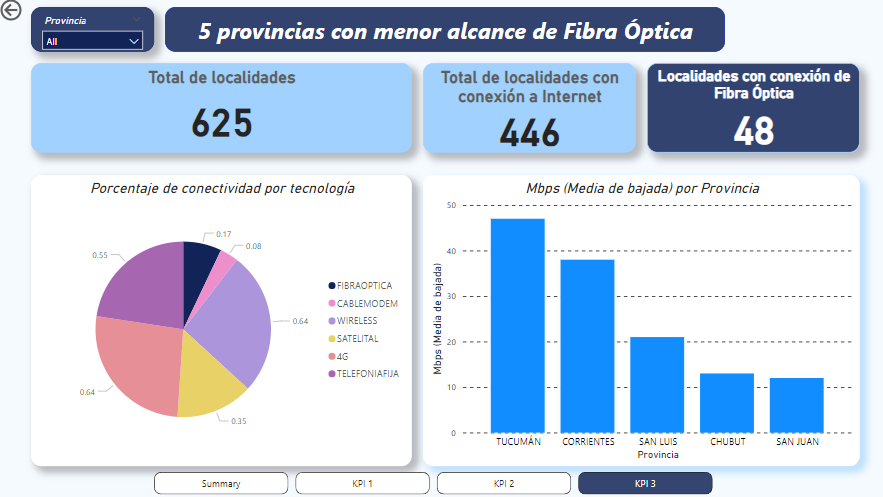 Provincia
All
5 provincias con menor alcance de Fibra Óptica
Total de localidades
625
Total de localidades con
conexión a Internet
446
Localidades con conexión de
Fibra Óptica
48
Porcentaje de conectividad por tecnología
0.17
0.08
0.64
0.35
0.64
0.55
FIBRAOPTICA
CABLEMODEM
WIRELESS
SATELITAL
4G
TELEFONIAFIJA
Mbps (Media de bajada) por Provincia
Mbps (Media de bajada)
50
40
30
20
10
0
TUCUMÁN CORRIENTES SAN LUIS CHUBUT SAN JUAN
Provincia
Summary KPI 1 KPI 2 KPI 3